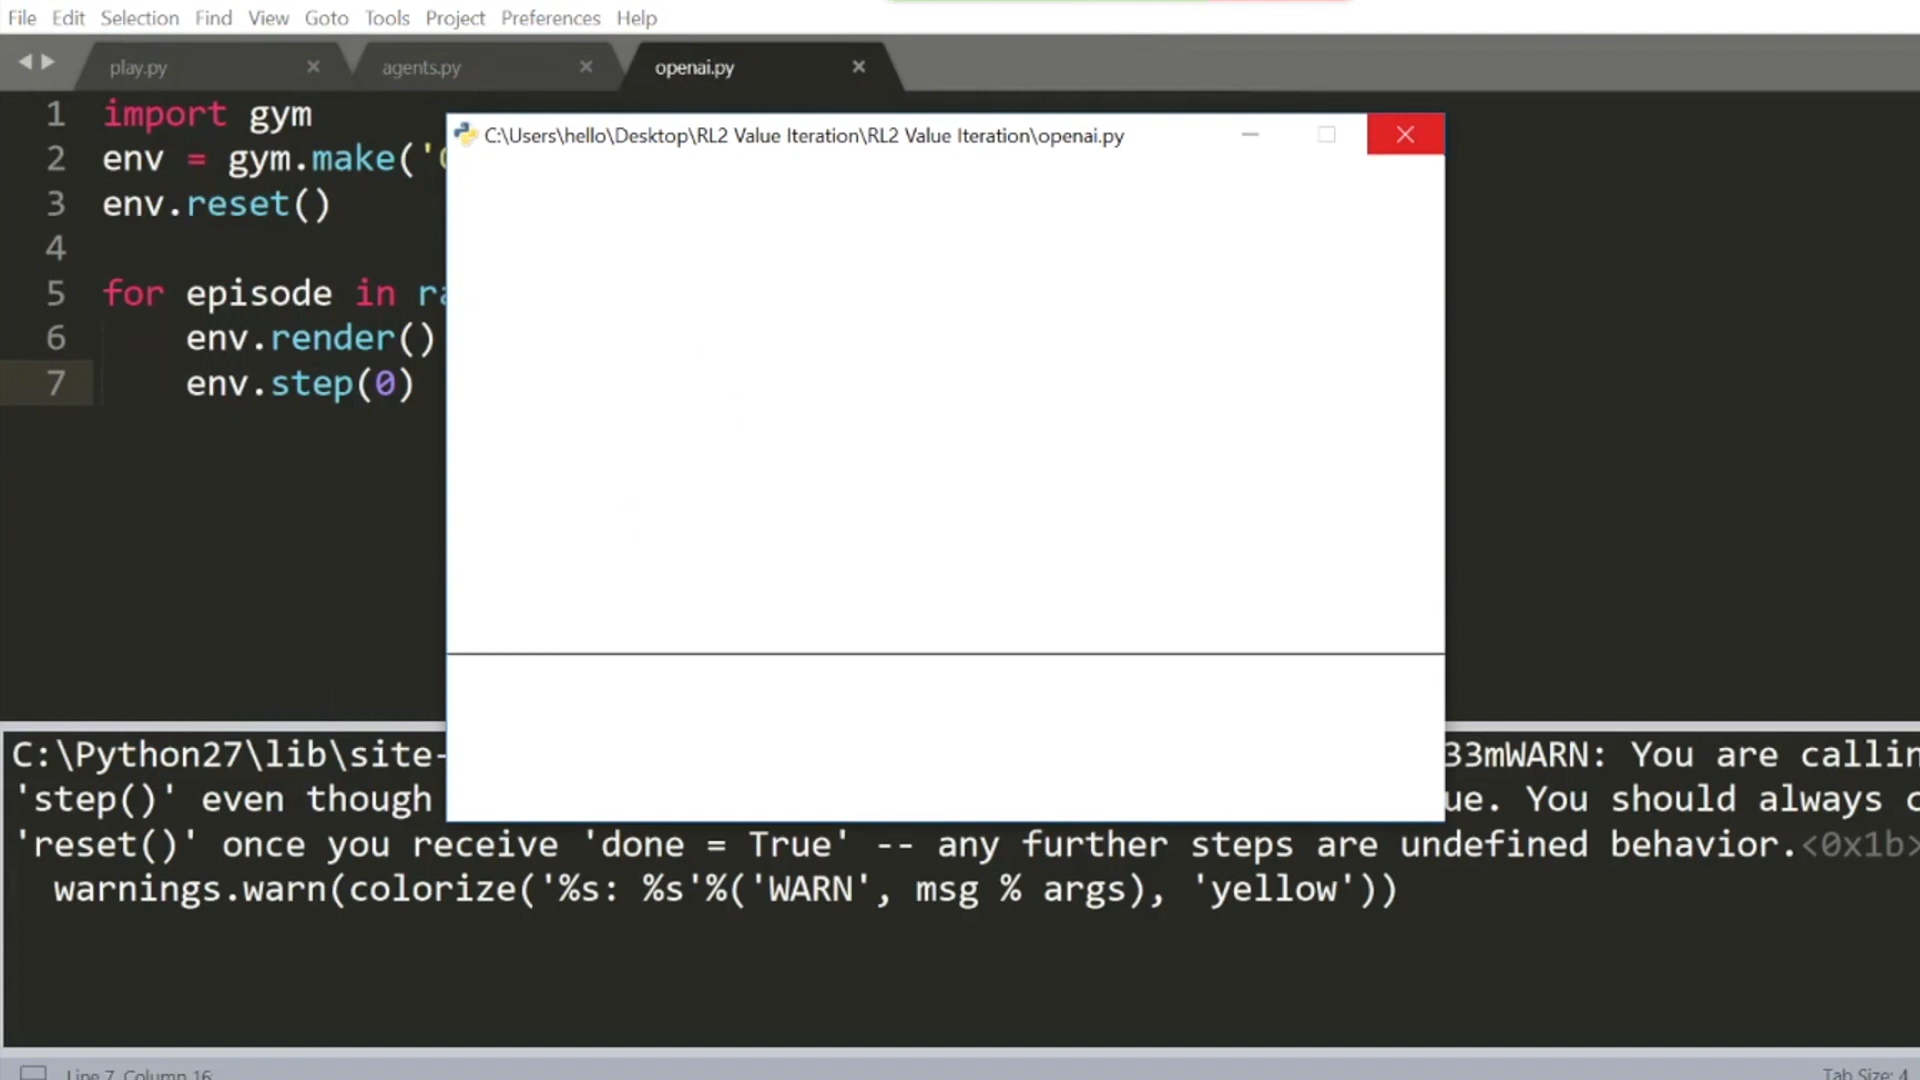 File Edit Selection Find View Goto Tools Project Preferences Help
play.py agents.py openai.py
C:\Users\hello\Desktop\RL2 Value Iteration\RL2 Value Iteration\openai.py
1 import gym
2 env = gym.make('
3 env.reset()
4
5 for episode in ra
6 env.render()
7 env.step(0)
C:\Python27\lib\site- 33mWARN: You are callin
'step()' even though ue. You should always c
'reset()' once you receive 'done = True' -- any further steps are undefined behavior.<0x1b>
warnings.warn(colorize('%s: %s'%('WARN', msg % args), 'yellow'))
Line 7, Column 16
Tab Size: 4